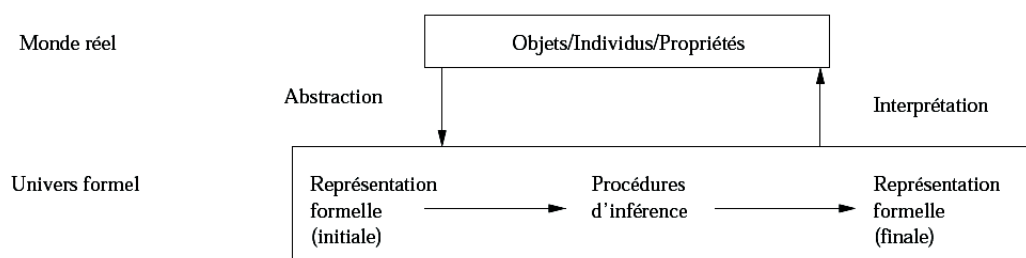 Monde réel
Objets/Individus/Propriétés
Abstraction
Interprétation
Univers formel
Représentation
formelle
(initiale)
Procédures
d'inférence
Représentation
formelle
(finale)